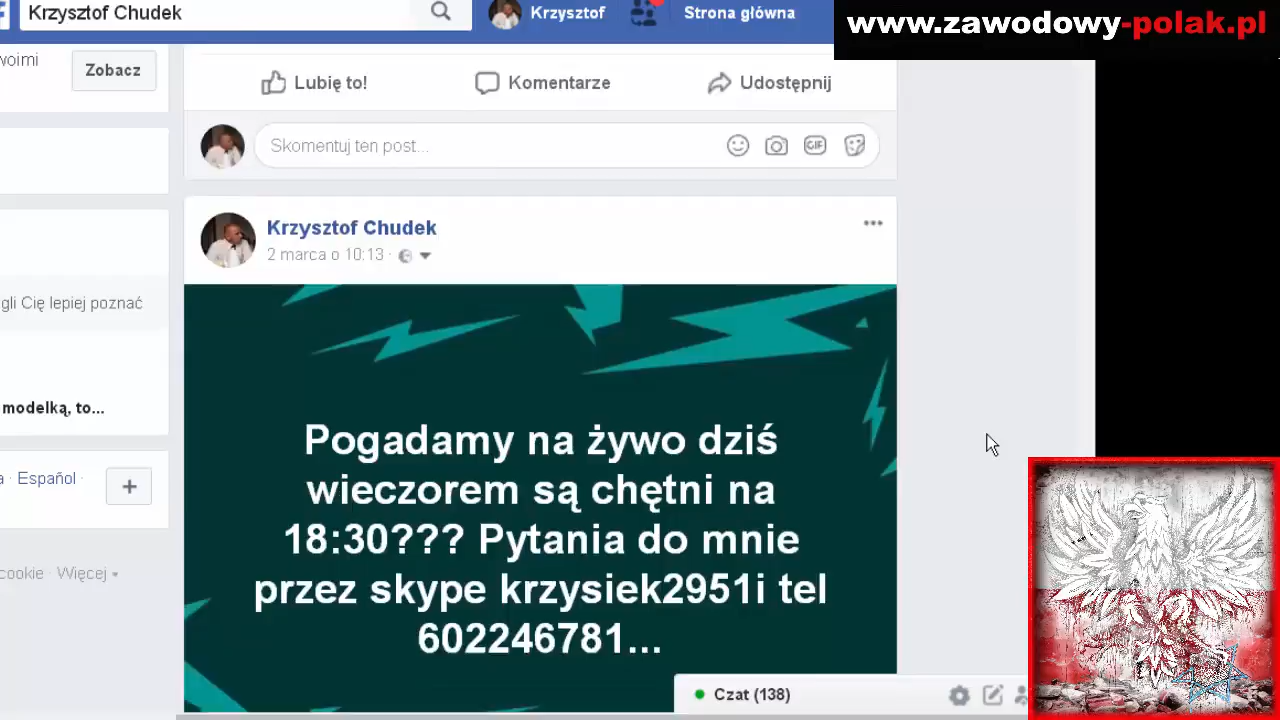 Krzysztof Chudek
Krzysztof
Strona główna
www.zawodowy-polak.pl
woimi
Zobacz
Lubię to!
Komentarze
Udostępnij
Skomentuj ten post...
GIF
Krzysztof Chudek
2 marca o 10:13 ·
gli Cię lepiej poznać
modelką, to...
a · Español ·
+
cookie · Więcej
Pogadamy na żywo dziś
wieczorem są chętni na
18:30??? Pytania do mnie
przez skype krzysiek2951i tel
602246781...
Czat (138)